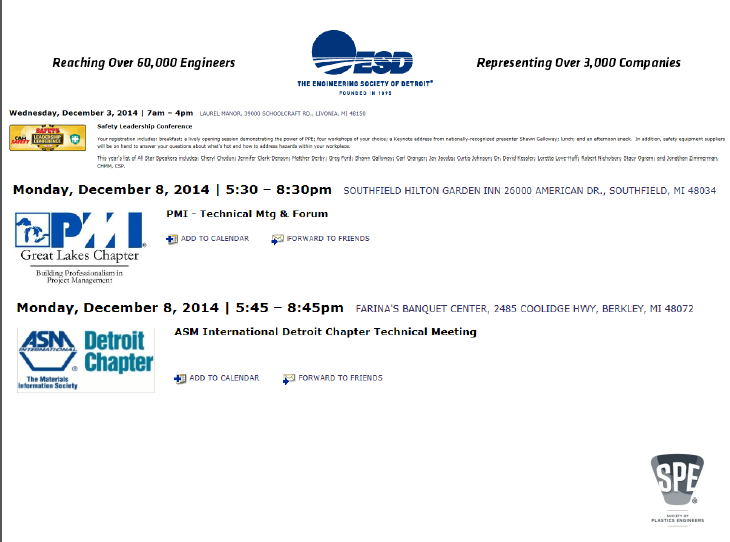 Reaching Over 60,000 Engineers
ESD
THE ENGINEERING SOCIETY OF DETROIT®
FOUNDED IN 1895
Representing Over 3,000 Companies
Wednesday, December 3, 2014 | 7am – 4pm LAUREL MANOR, 39000 SCHOOLCRAFT RD., LIVONIA, MI 48150
SAFETY
LEADERSHIP
CONFERENCE
Safety Leadership Conference
Your registration includes: breakfast; a lively opening session demonstrating the power of PPE; four workshops of your choice; a Keynote address from nationally-recognized presenter Shawn Galloway; lunch; and an afternoon snack. In addition, safety equipment suppliers
will be on hand to answer your questions about what's hot and how to address hazards within your workplace.
This year's list of All Star Speakers includes: Cheryl Jennifer Clark Denson; Matther Derby; Greg Ford; Shawn Galloway; Carl Granger; Joy Jacobs; Curtis Johnson; Dr. David Kessler; Loretta Love-Huff; Robert Nicholson; Stacy and Jonathan Zimmerman,
CHMM, CSP.
Monday, December 8, 2014 | 5:30 – 8:30pm SOUTHFIELD HILTON GARDEN INN 26000 AMERICAN DR., SOUTHFIELD, MI 48034
PMI®
Great Lakes Chapter
Building Professionalism in
Project Management
PMI - Technical Mtg & Forum
ADD TO CALENDAR FORWARD TO FRIENDS
Monday, December 8, 2014 | 5:45 – 8:45pm FARINA'S BANQUET CENTER, 2485 COOLIDGE HWY, BERKLEY, MI 48072
ASM
INTERNATIONAL
®
The Materials
Information Society
Detroit
Chapter
ASM International Detroit Chapter Technical Meeting
ADD TO CALENDAR FORWARD TO FRIENDS
SPE
®
SOCIETY OF
PLASTICS ENGINEERS